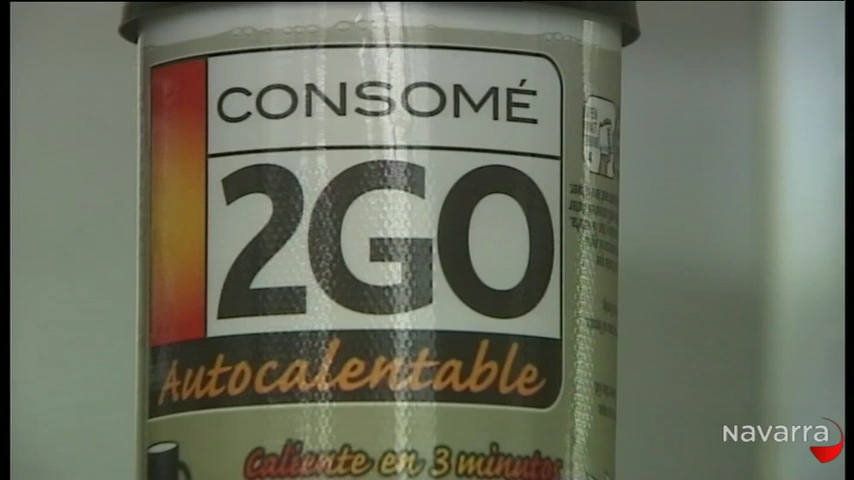 CONSOMÉ
2GO
Autocalentable
Caliente en 3 minutos
NAVARRA